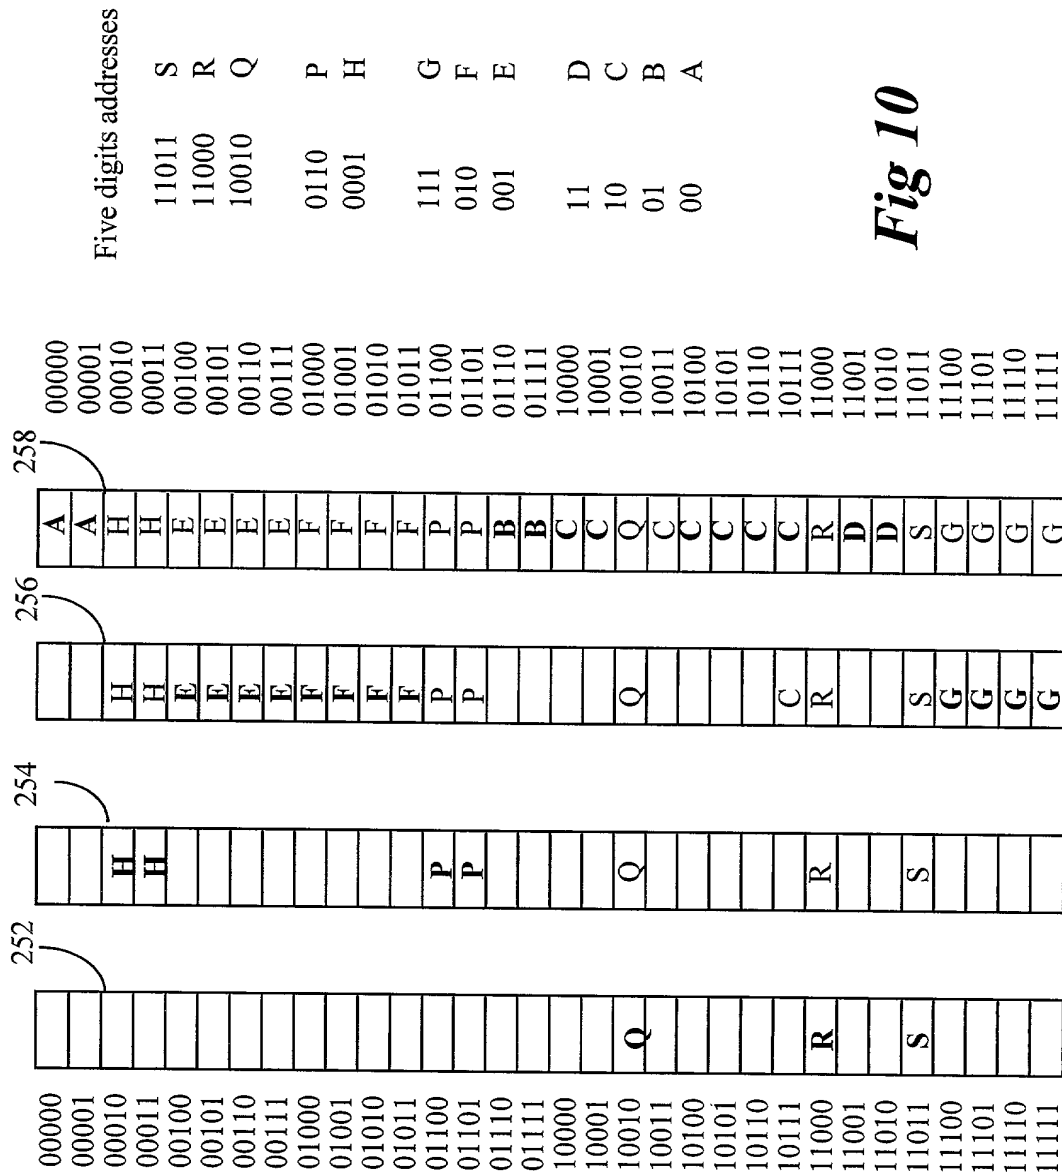 252 254 256 258
00000 A 00000
00001 A 00001
00010 H H H 00010
00011 H H H 00011
00100 E E 00100
00101 E E 00101
00110 E E 00110
00111 E E 00111
01000 F F 01000
01001 F F 01001
01010 F F 01010
01011 F F 01011
01100 P P P 01100
01101 P P P 01101
01110 B 01110
01111 B 01111
10000 C 10000
10001 C 10001
10010 Q Q Q Q 10010
10011 C 10011
10100 C 10100
10101 C 10101
10110 C 10110
10111 C C 10111
11000 R R R R 11000
11001 D 11001
11010 D 11010
11011 S S S S 11011
11100 G G 11100
11101 G G 11101
11110 G G 11110
11111 G G 11111
Five digits addresses
11011 S
11000 R
10010 Q
0110 P
0001 H
111 G
010 F
001 E
11 D
10 C
01 B
00 A
Fig 10